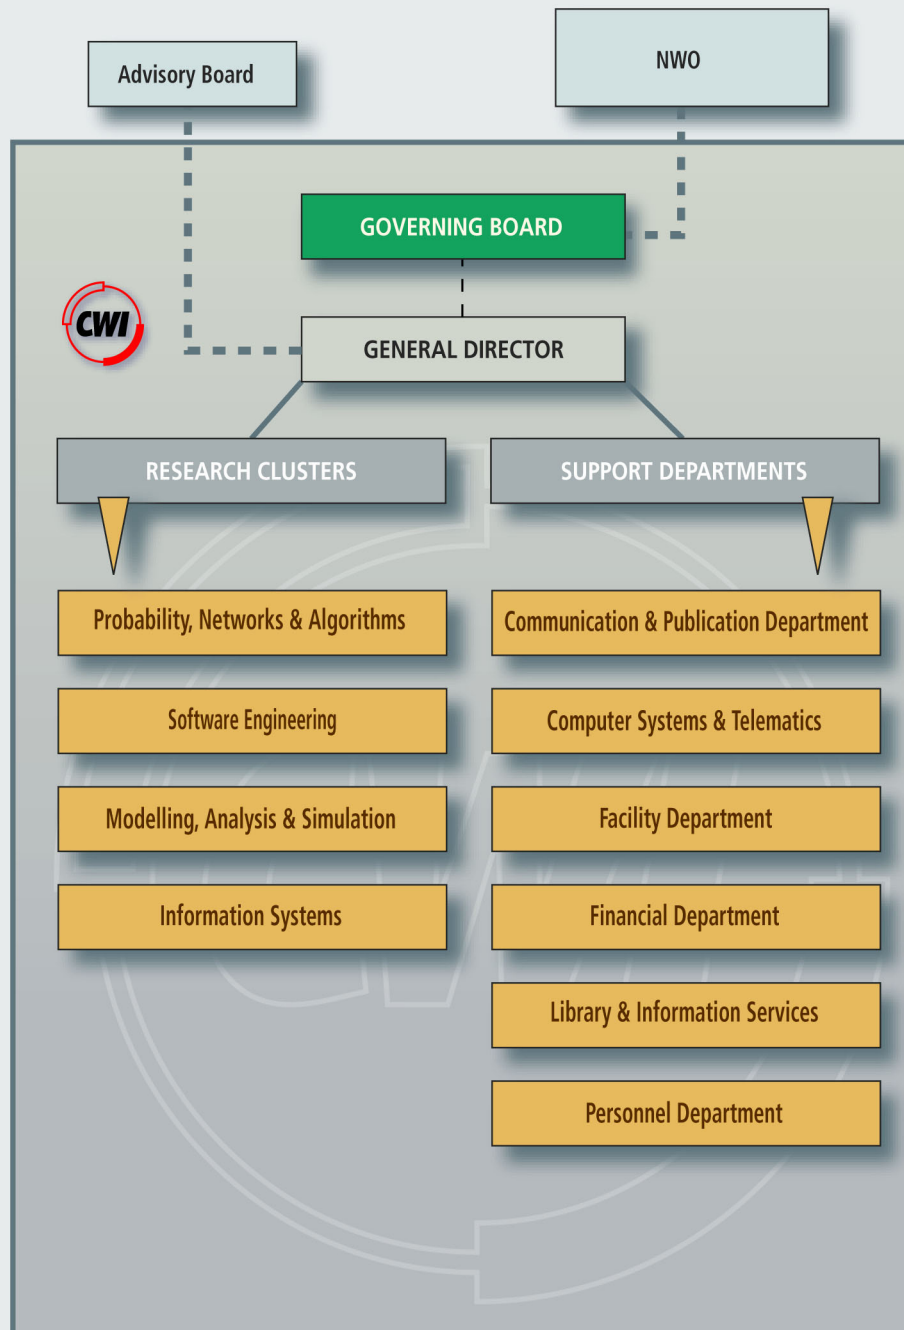 Advisory Board
NWO
GOVERNING BOARD
CWI
GENERAL DIRECTOR
RESEARCH CLUSTERS
SUPPORT DEPARTMENTS
Probability, Networks & Algorithms
Software Engineering
Modelling, Analysis & Simulation
Information Systems
Communication & Publication Department
Computer Systems & Telematics
Facility Department
Financial Department
Library & Information Services
Personnel Department